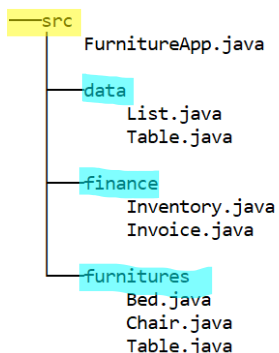 src
FurnitureApp.java
data
List.java
Table.java
finance
Inventory.java
Invoice.java
furnitures
Bed.java
Chair.java
Table.java